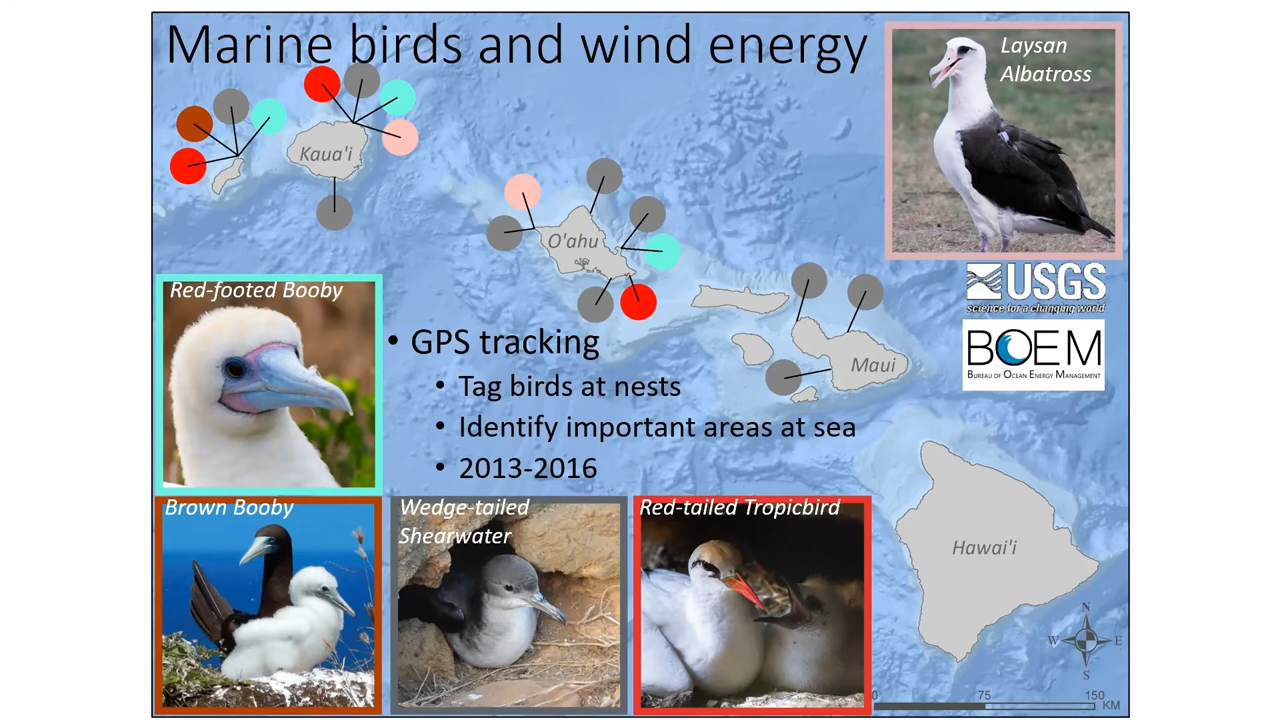 Marine birds and wind energy
Laysan
Albatross
Kaua'i
O'ahu
USGS
science for a changing world
Red-footed Booby
• GPS tracking
• Tag birds at nests
• Identify important areas at sea
• 2013-2016
BOEM
BUREAU OF OCEAN ENERGY MANAGEMENT
Maui
Brown Booby
Wedge-tailed
Shearwater
Red-tailed Tropicbird
Hawai'i
N
W E
S
0 75 150
KM